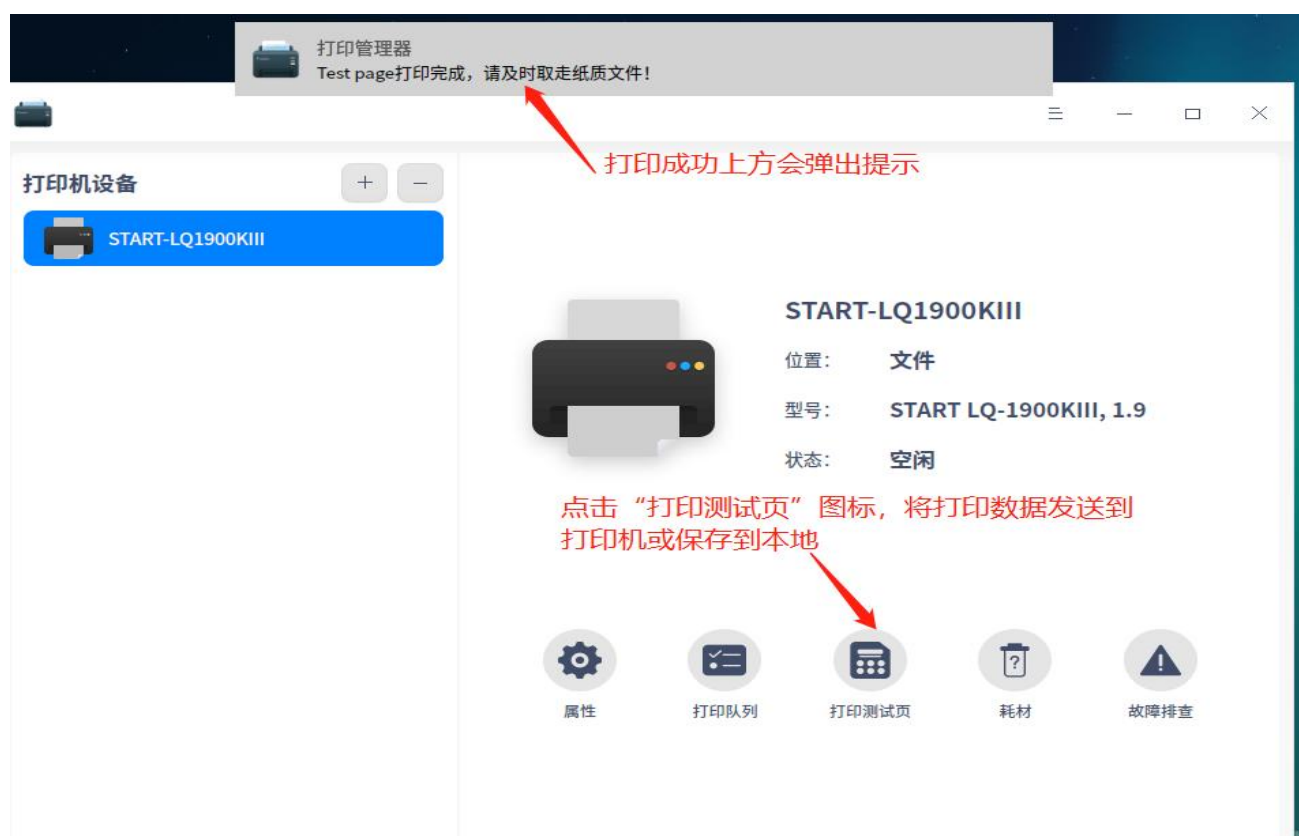 打印管理器
Test page打印完成，请及时取走纸质文件！
打印成功上方会弹出提示
打印机设备
START-LQ1900KIII
START-LQ1900KIII
位置： 文件
型号： START LQ-1900KIII, 1.9
状态： 空闲
点击“打印测试页”图标，将打印数据发送到
打印机或保存到本地
属性 打印队列 打印测试页 耗材 故障排查